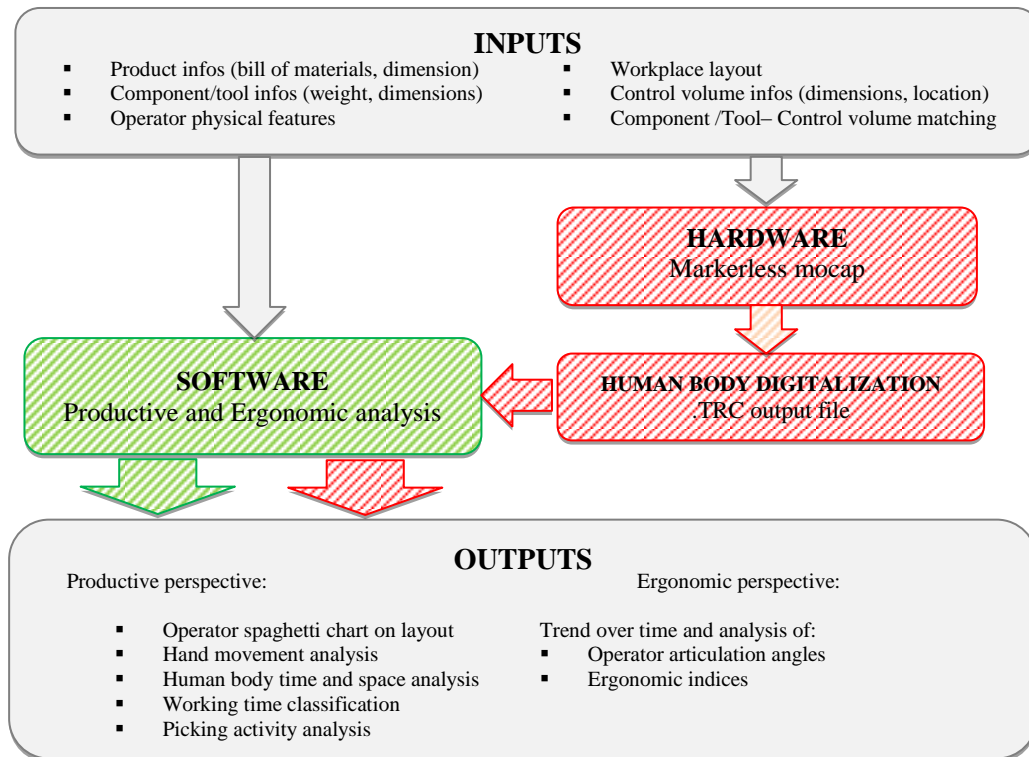 INPUTS
▪ Product infos (bill of materials, dimension)
▪ Component/tool infos (weight, dimensions)
▪ Operator physical features
▪ Workplace layout
▪ Control volume infos (dimensions, location)
▪ Component /Tool– Control volume matching
HARDWARE
Markerless mocap
SOFTWARE
Productive and Ergonomic analysis
HUMAN BODY DIGITALIZATION
.TRC output file
OUTPUTS
Productive perspective:
▪ Operator spaghetti chart on layout
▪ Hand movement analysis
▪ Human body time and space analysis
▪ Working time classification
▪ Picking activity analysis
Ergonomic perspective:
Trend over time and analysis of:
▪ Operator articulation angles
▪ Ergonomic indices